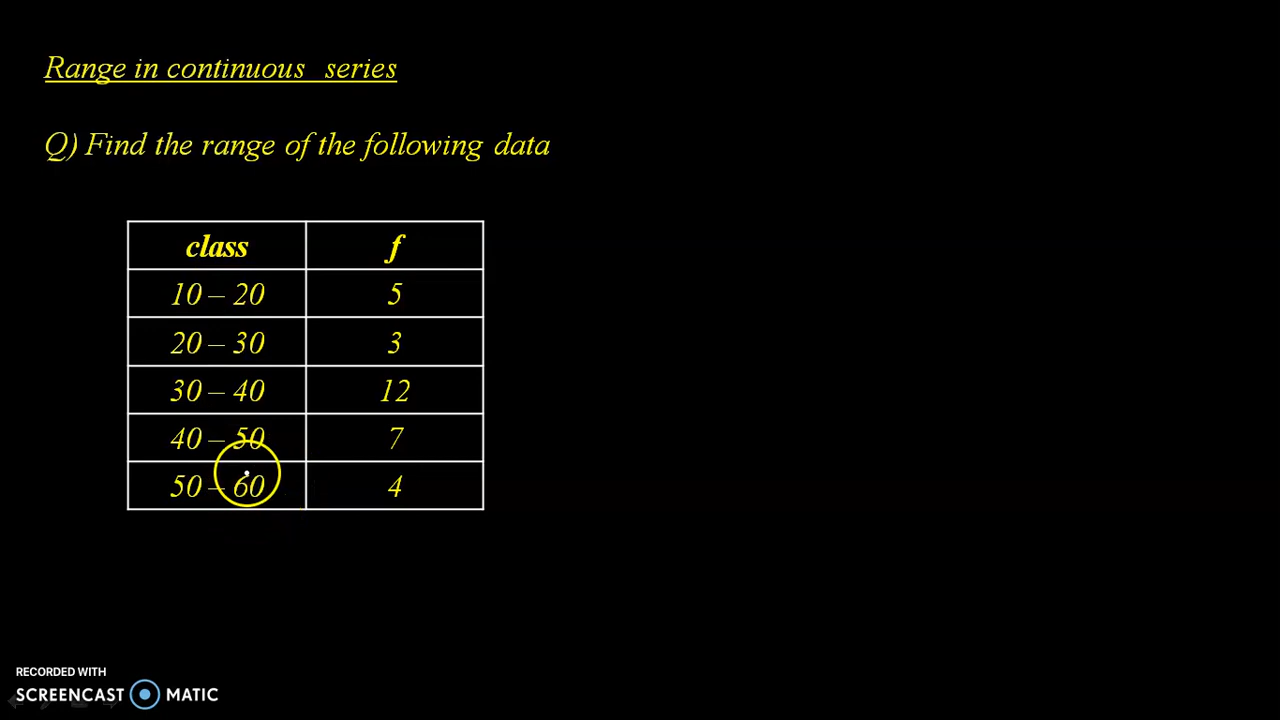 Range in continuous series
Q) Find the range of the following data
class f
10 – 20 5
20 – 30 3
30 – 40 12
40 – 50 7
50 – 60 4
RECORDED WITH
SCREENCAST MATIC